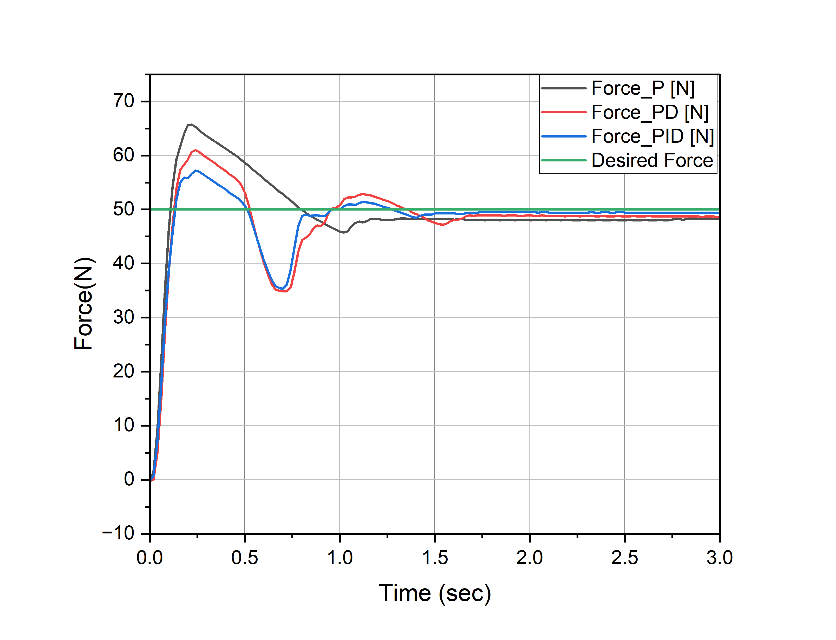 Force_P [N]
Force_PD [N]
Force_PID [N]
Desired Force
70
60
50
40
30
20
10
0
−10
Force(N)
0.0 0.5 1.0 1.5 2.0 2.5 3.0
Time (sec)